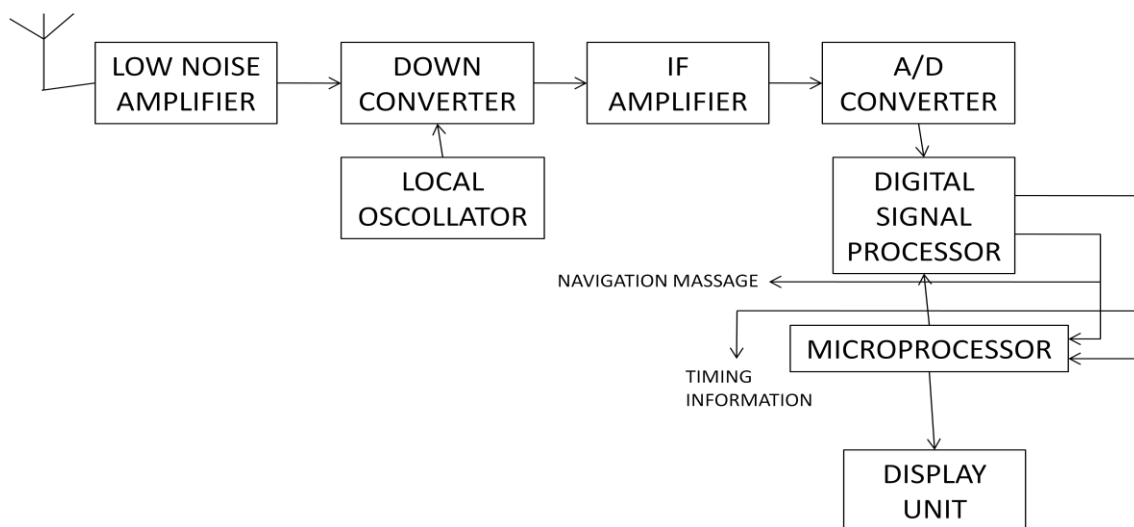 LOW NOISE
AMPLIFIER
DOWN
CONVERTER
IF
AMPLIFIER
A/D
CONVERTER
LOCAL
OSCOLLATOR
DIGITAL
SIGNAL
PROCESSOR
NAVIGATION MASSAGE
MICROPROCESSOR
TIMING
INFORMATION
DISPLAY
UNIT